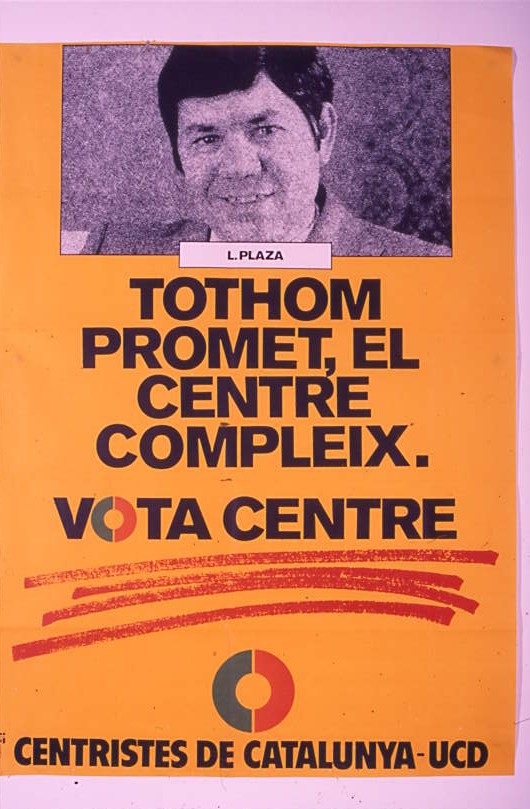 L. PLAZA
TOTHOM
PROMET, EL
CENTRE
COMPLEIX.
VOTA CENTRE
CENTRISTES DE CATALUNYA-UCD